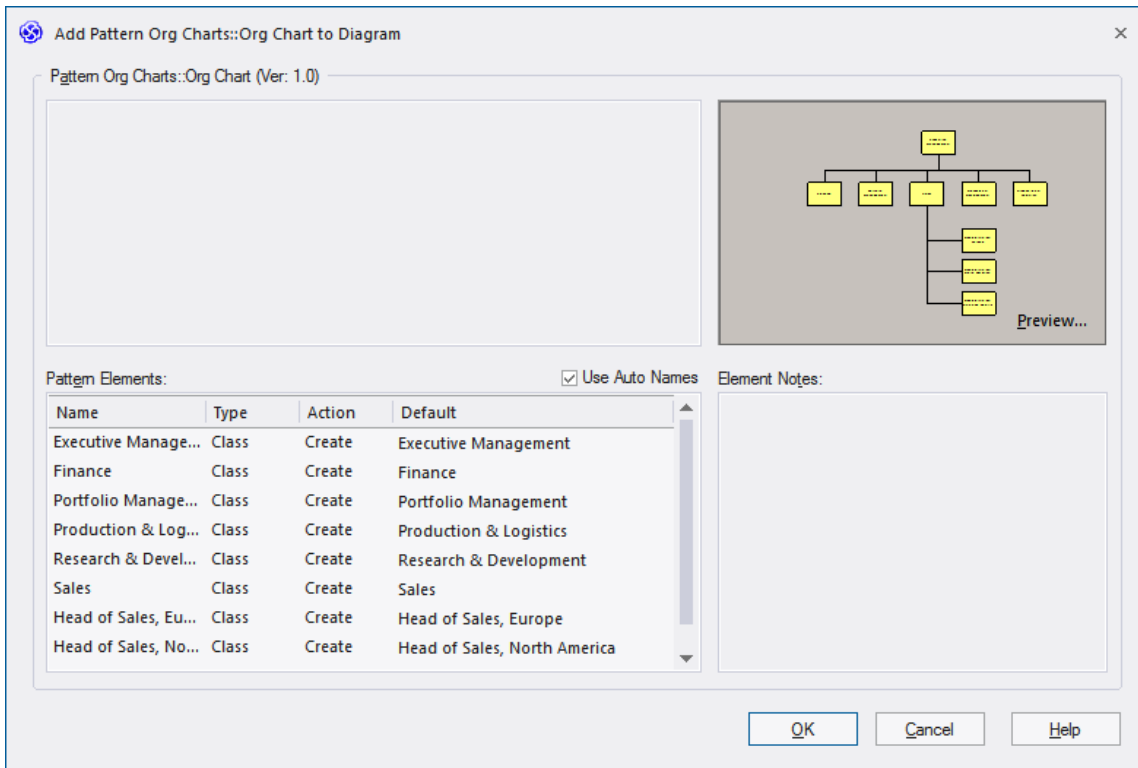 Add Pattern Org Charts::Org Chart to Diagram
Pattern Org Charts::Org Chart (Ver: 1.0)
Preview...
Pattern Elements:
Use Auto Names
Element Notes:
Name Type Action Default
Executive Manage... Class Create Executive Management
Finance Class Create Finance
Portfolio Manage... Class Create Portfolio Management
Production & Log... Class Create Production & Logistics
Research & Devel... Class Create Research & Development
Sales Class Create Sales
Head of Sales, Eu... Class Create Head of Sales, Europe
Head of Sales, No... Class Create Head of Sales, North America
OK Cancel Help